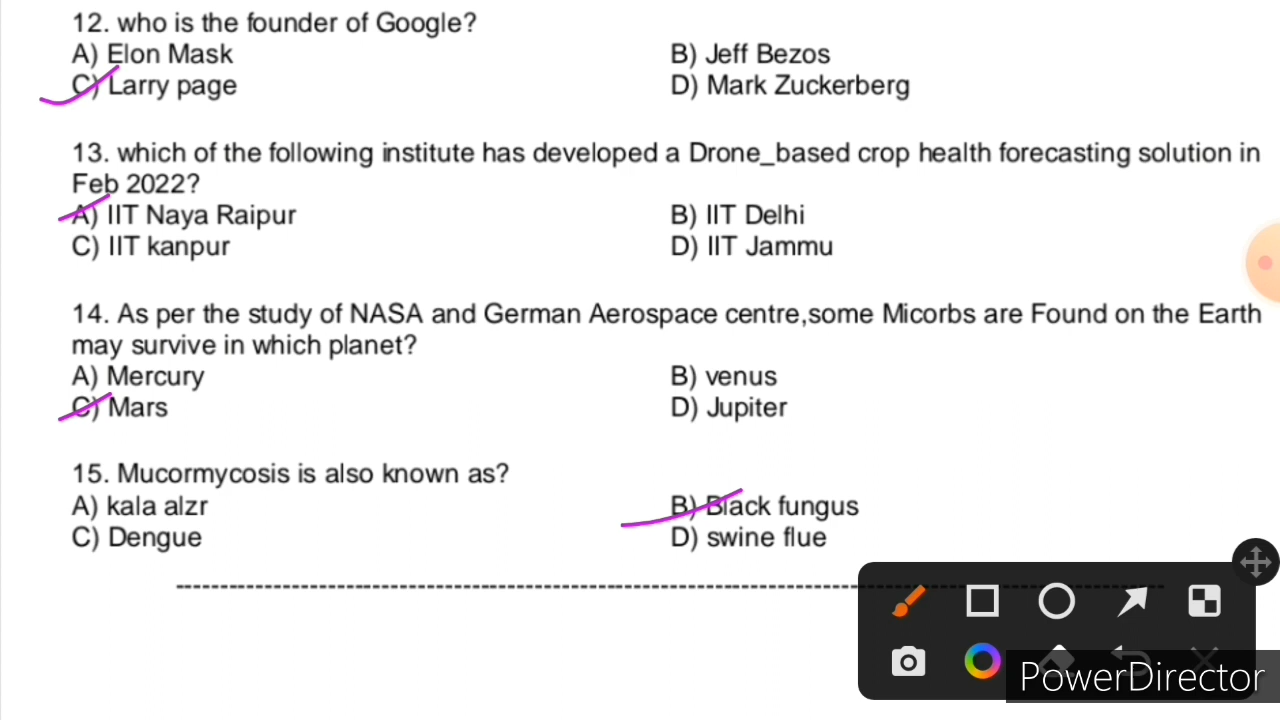 12. who is the founder of Google?
A) Elon Mask B) Jeff Bezos
C) Larry page D) Mark Zuckerberg
13. which of the following institute has developed a Drone_based crop health forecasting solution in
Feb 2022?
A) IIT Naya Raipur B) IIT Delhi
C) IIT kanpur D) IIT Jammu
14. As per the study of NASA and German Aerospace centre,some Micorbs are Found on the Earth
may survive in which planet?
A) Mercury B) venus
C) Mars D) Jupiter
15. Mucormycosis is also known as?
A) kala alzr B) Black fungus
C) Dengue D) swine flue
PowerDirector